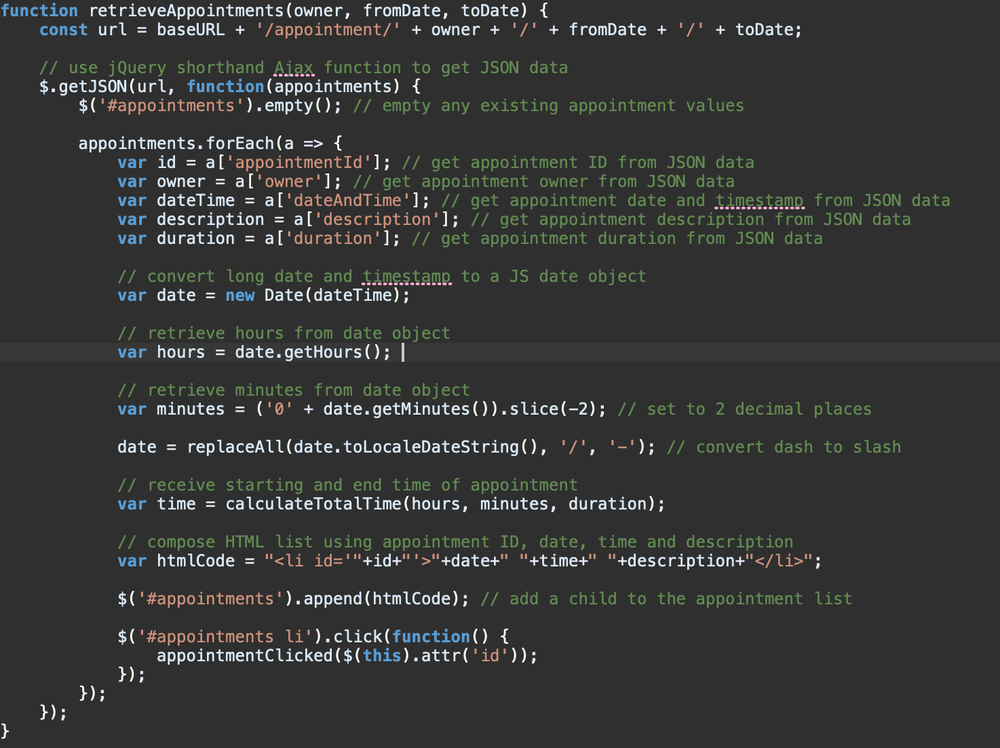 function retrieveAppointments(owner, fromDate, toDate) {
    const url = baseURL + '/appointment/' + owner + '/' + fromDate + '/' + toDate;

    // use jQuery shorthand Ajax function to get JSON data
    $.getJSON(url, function(appointments) {
        $('#appointments').empty(); // empty any existing appointment values

        appointments.forEach(a => {
            var id = a['appointmentId']; // get appointment ID from JSON data
            var owner = a['owner']; // get appointment owner from JSON data
            var dateTime = a['dateAndTime']; // get appointment date and timestamp from JSON data
            var description = a['description']; // get appointment description from JSON data
            var duration = a['duration']; // get appointment duration from JSON data

            // convert long date and timestamp to a JS date object
            var date = new Date(dateTime);

            // retrieve hours from date object
            var hours = date.getHours();

            // retrieve minutes from date object
            var minutes = ('0' + date.getMinutes()).slice(-2); // set to 2 decimal places

            date = replaceAll(date.toLocaleDateString(), '/', '-'); // convert dash to slash

            // receive starting and end time of appointment
            var time = calculateTotalTime(hours, minutes, duration);

            // compose HTML list using appointment ID, date, time and description
            var htmlCode = "<li id='"+id+"'>"+date+" "+time+" "+description+"</li>";

            $('#appointments').append(htmlCode); // add a child to the appointment list

            $('#appointments li').click(function() {
                appointmentClicked($(this).attr('id'));
            });
        });
    });
}